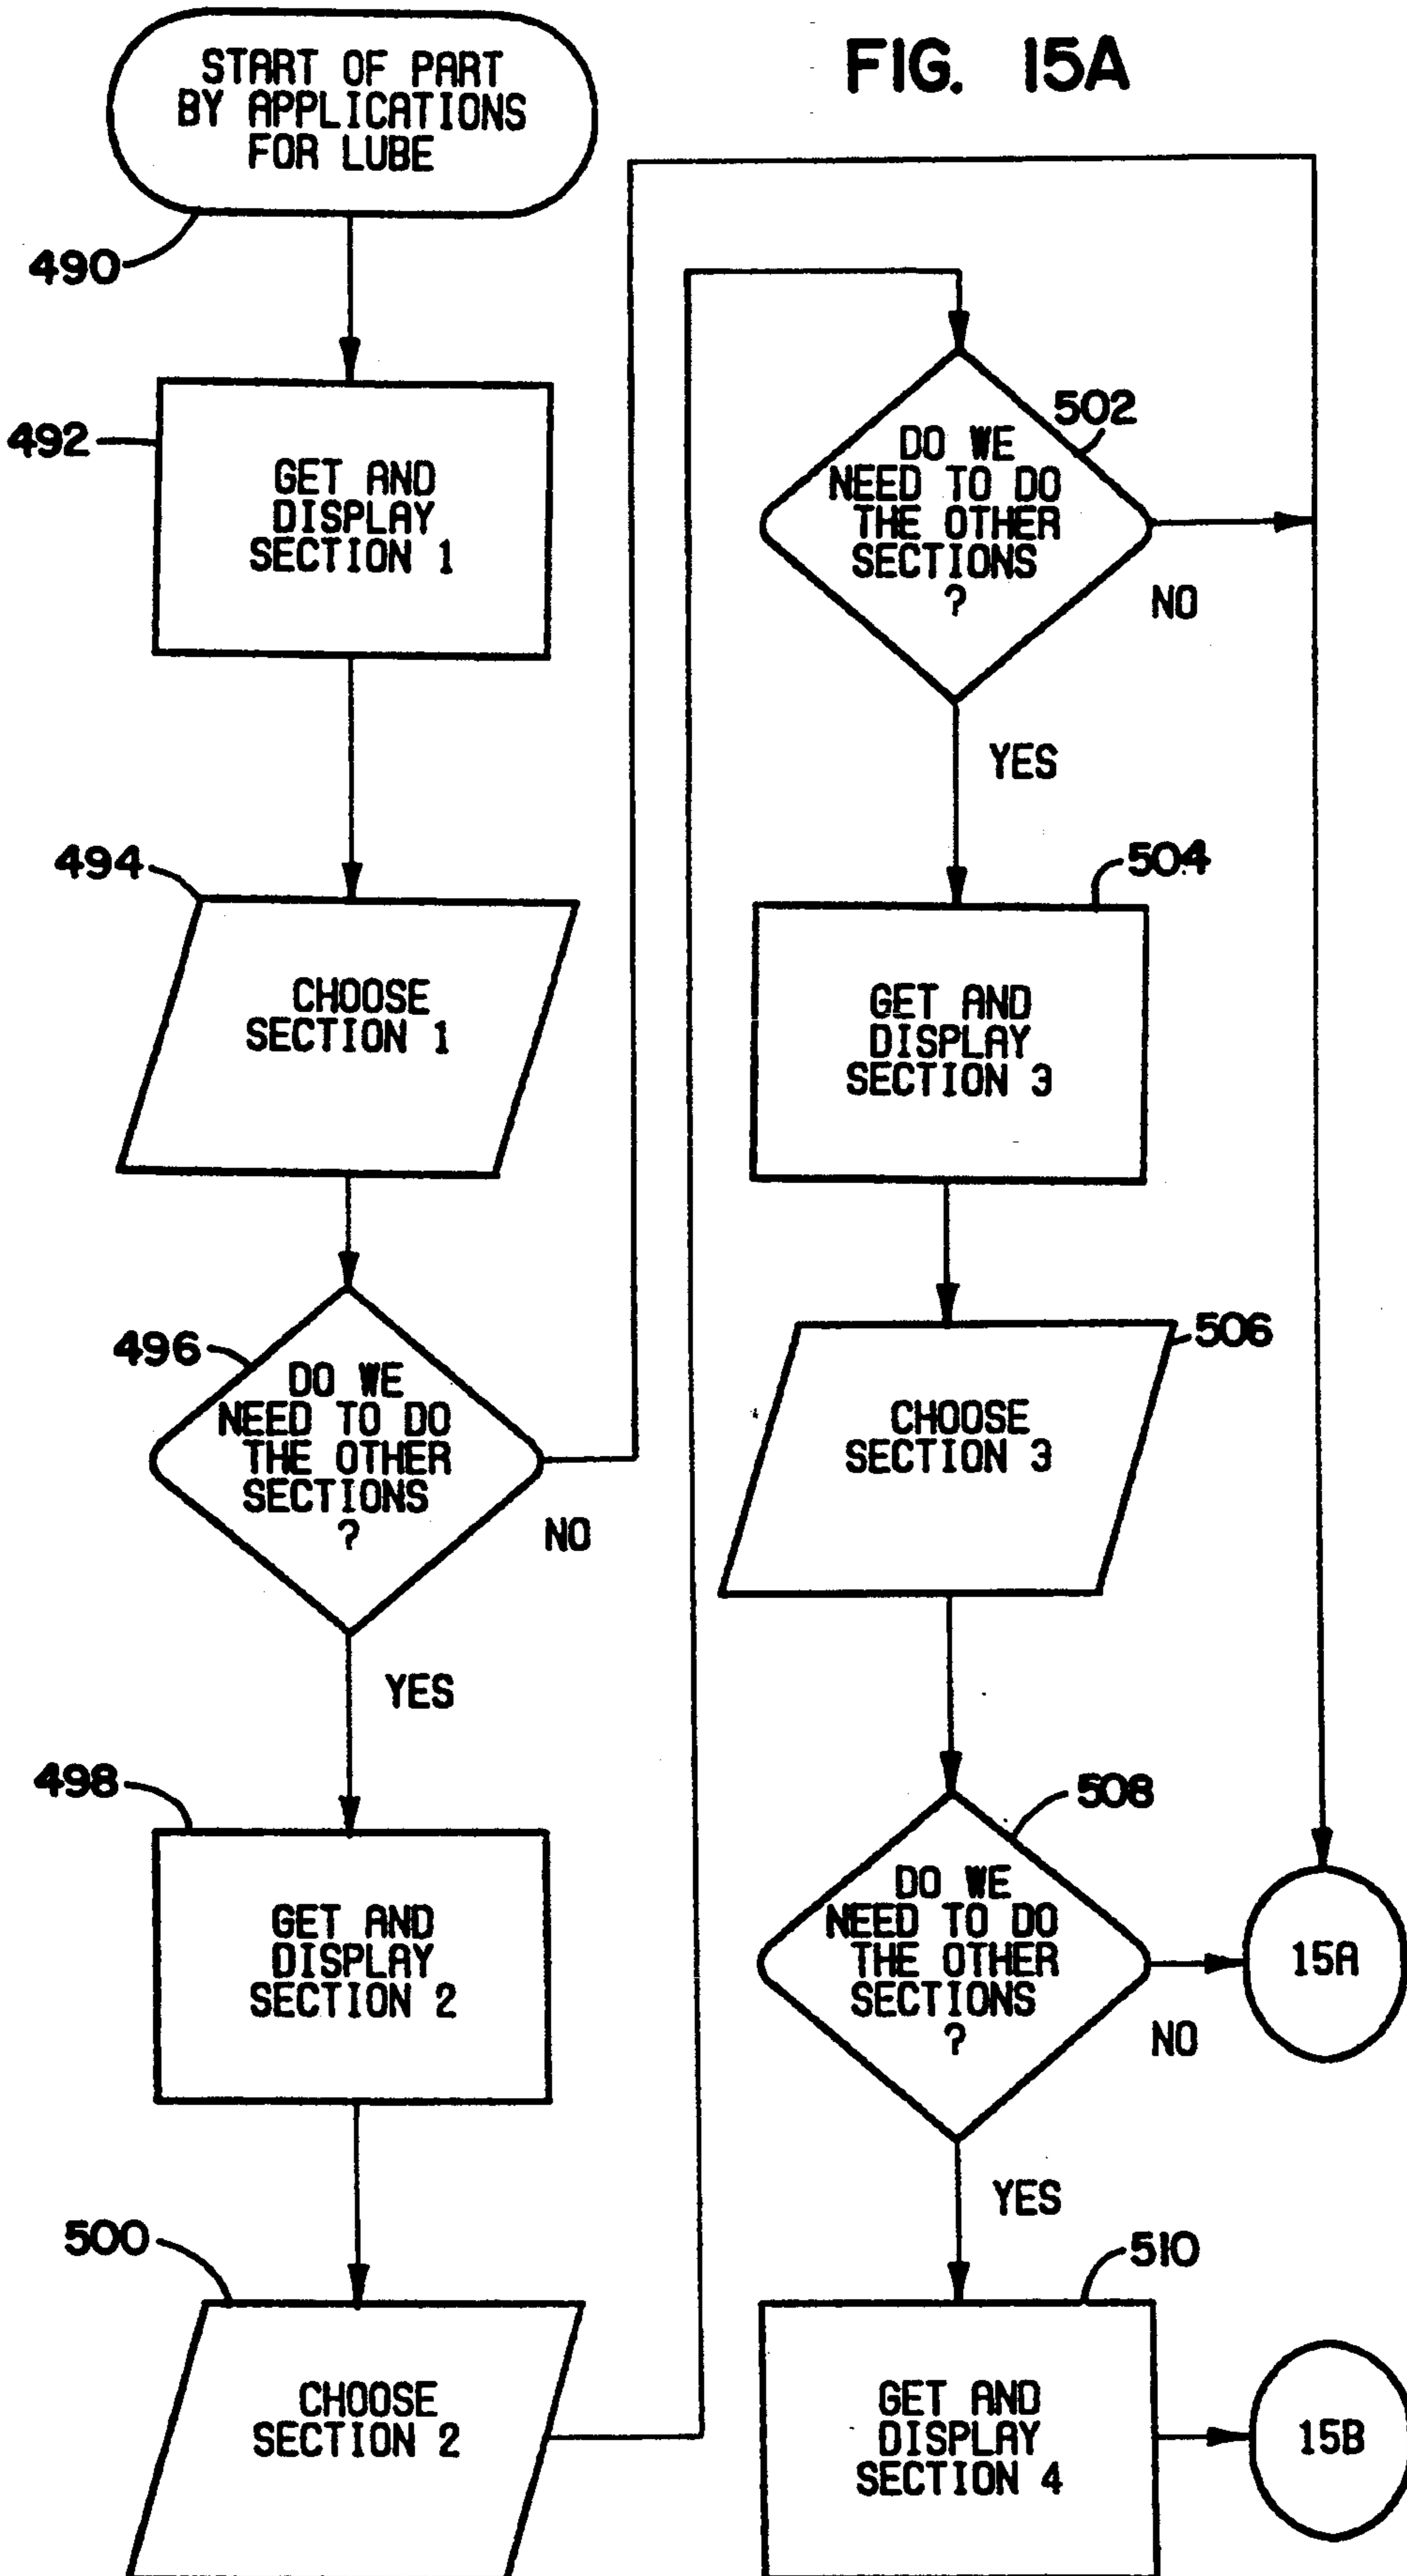 FIG. 15A
START OF PART
BY APPLICATIONS
FOR LUBE
490
492
GET AND
DISPLAY
SECTION 1
494
CHOOSE
SECTION 1
496
DO WE
NEED TO DO
THE OTHER
SECTIONS
?
NO
YES
498
GET AND
DISPLAY
SECTION 2
500
CHOOSE
SECTION 2
502
DO WE
NEED TO DO
THE OTHER
SECTIONS
?
NO
YES
504
GET AND
DISPLAY
SECTION 3
506
CHOOSE
SECTION 3
508
DO WE
NEED TO DO
THE OTHER
SECTIONS
?
NO
15A
YES
510
GET AND
DISPLAY
SECTION 4
15B